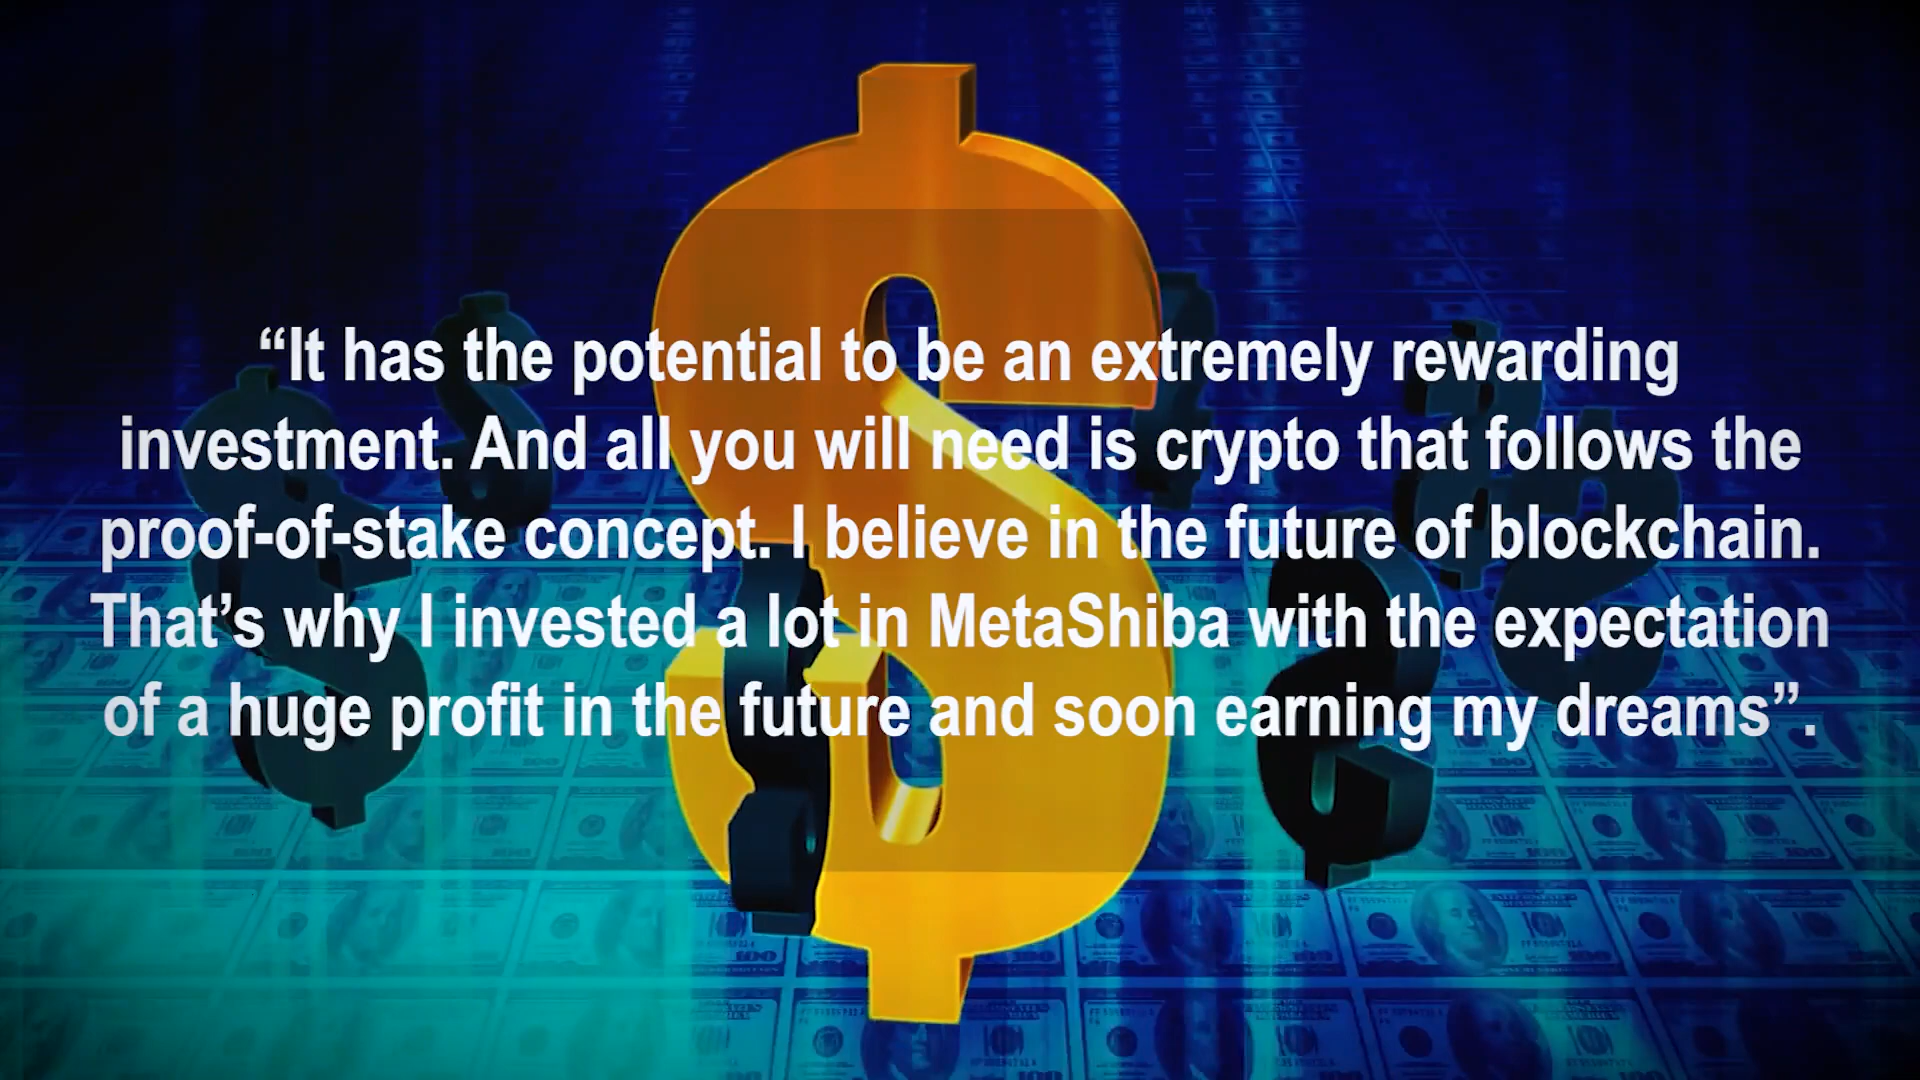 “It has the potential to be an extremely rewarding
investment. And all you will need is crypto that follows the
proof-of-stake concept. I believe in the future of blockchain.
That’s why I invested a lot in MetaShiba with the expectation
of a huge profit in the future and soon earning my dreams”.